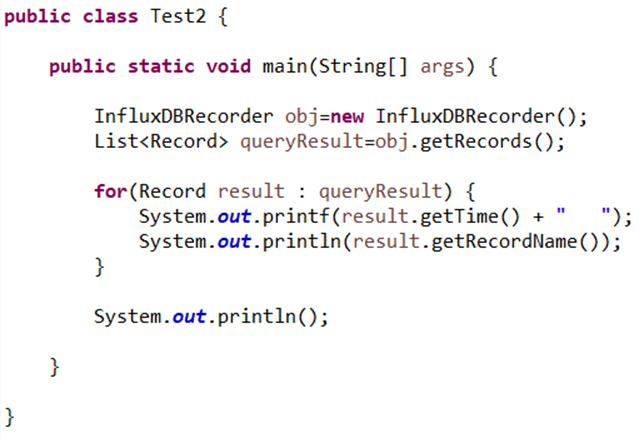 public class Test2 {
public static void main(String[] args) {
InfluxDBRecorder obj=new InfluxDBRecorder();
List<Record> queryResult=obj.getRecords();
for(Record result : queryResult) {
System.out.printf(result.getTime() + "   ");
System.out.println(result.getRecordName());
}
System.out.println();
}
}